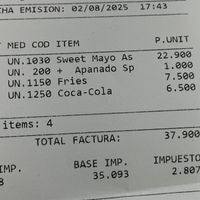 HA EMISION: 02/08/2025 17:43
T MED COD ITEM P.UNIT
UN.1030 Sweet Mayo As 22.900
UN. 200 + Apanado Sp 1.000
UN.1150 Fries 7.500
UN.1250 Coca-Cola 6.500
items: 4
TOTAL FACTURA: 37.900
IMP. BASE IMP. IMPUESTO
8 35.093 2.807